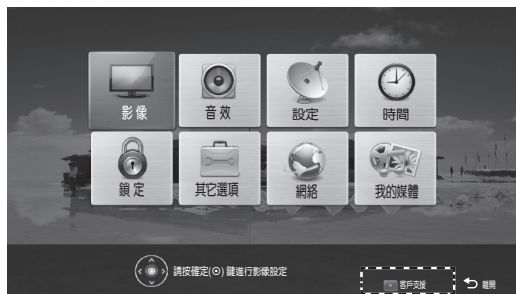 影像 音效 設定 時間
鎖定 其它選項 網絡 我的媒體
請按確定(⊙) 鍵進行影像設定
客戶支援 離開